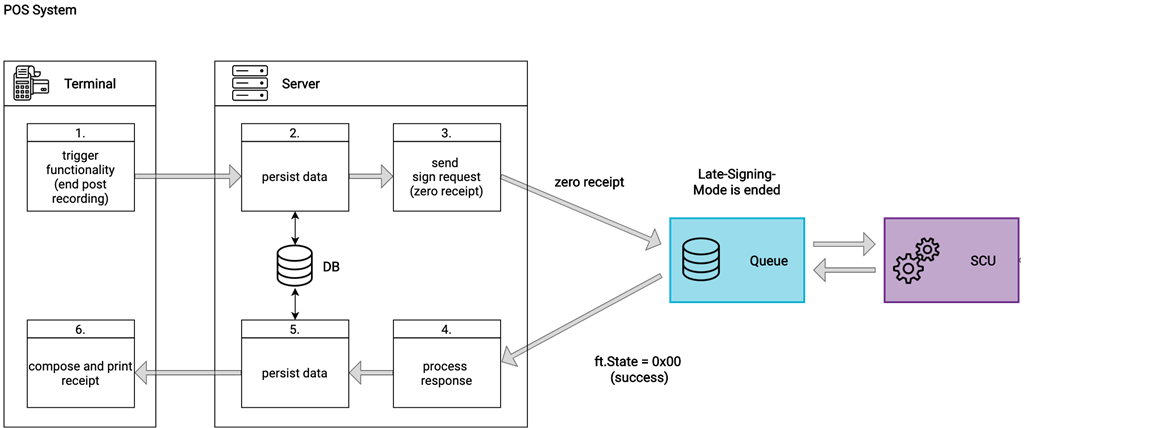 POS System
Terminal
Server
1.
trigger
functionality
(end post
recording)
2.
persist data
3.
send
sign request
(zero receipt)
zero receipt
Late-Signing-
Mode is ended
Queue
SCU
DB
6.
compose and print
receipt
5.
persist data
4.
process
response
ft.State = 0x00
(success)